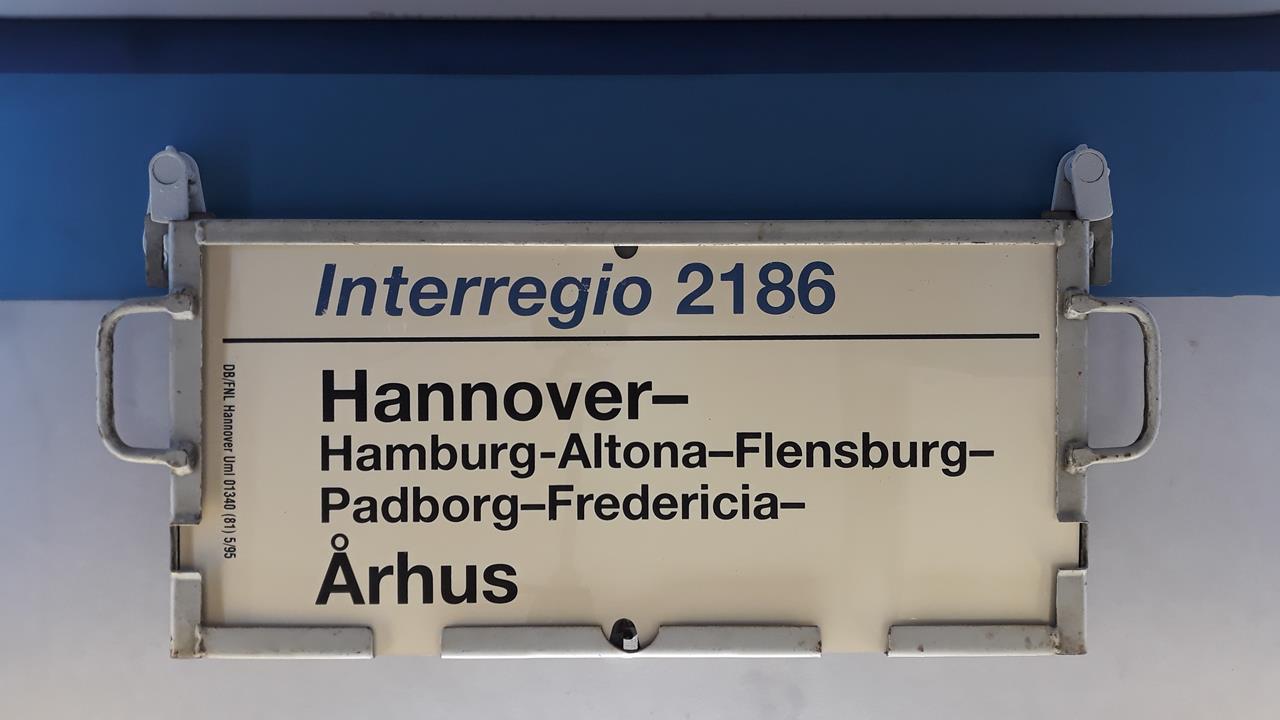 Interregio 2186
Hannover–
Hamburg-Altona–Flensburg–
Padborg–Fredericia–
Århus
DB/FNL Hannover Uml 01340 (81) 5/95